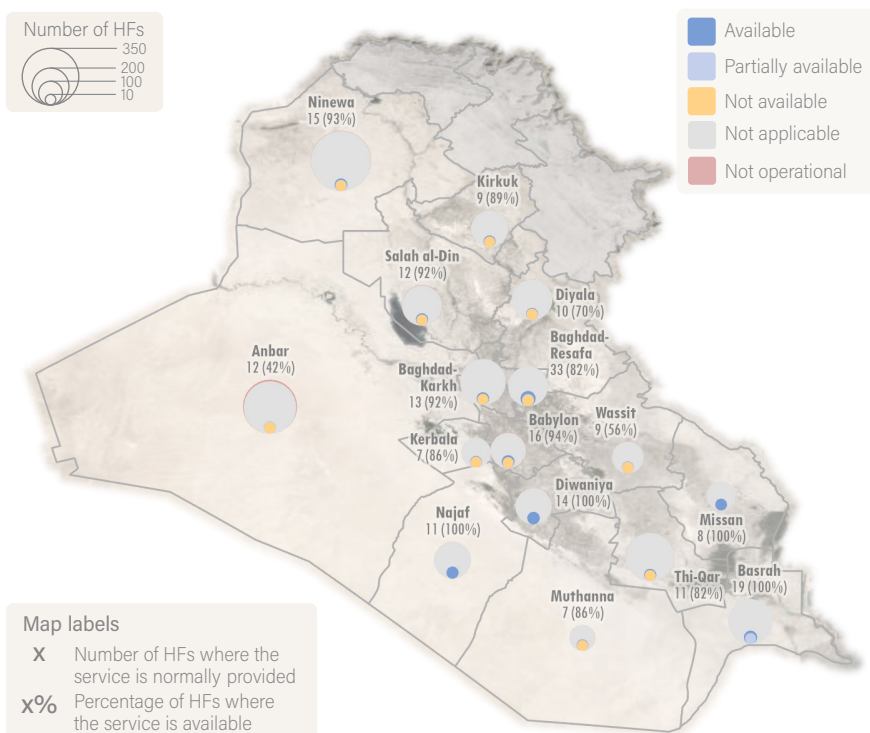 Number of HFs
350
200
100
10
Available
Partially available
Not available
Not applicable
Not operational
Ninewa
15 (93%)
Kirkuk
9 (89%)
Salah al-Din
12 (92%)
Diyala
10 (70%)
Baghdad-
Resafa
33 (82%)
Anbar
12 (42%)
Baghdad-
Karkh
13 (92%)
Babylon
16 (94%)
Wassit
9 (56%)
Kerbala
7 (86%)
Diwaniya
14 (100%)
Najaf
11 (100%)
Missan
8 (100%)
Thi-Qar
11 (82%)
Basrah
19 (100%)
Muthanna
7 (86%)
Map labels
X Number of HFs where the
service is normally provided
x% Percentage of HFs where
the service is available